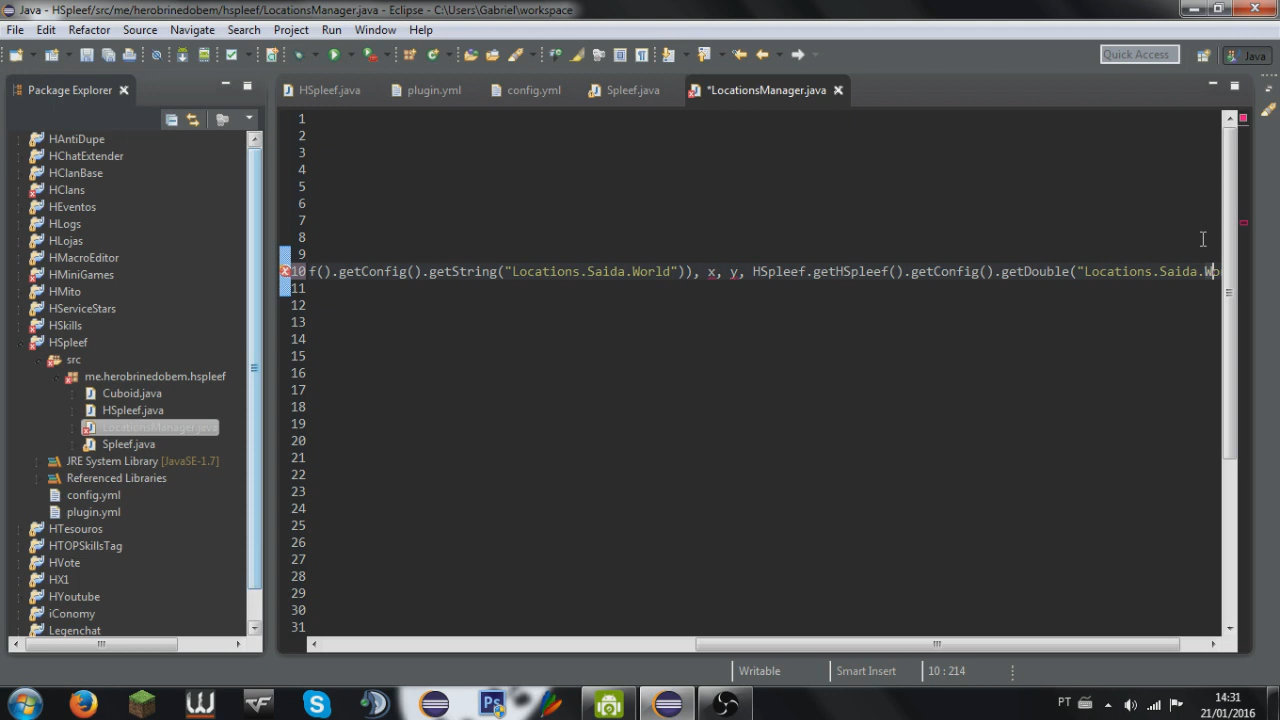 Java - HSpleef/src/me/herobrinedobem/hspleef/LocationsManager.java - Eclipse - C:\Users\Gabriel\workspace
File Edit Refactor Source Navigate Search Project Run Window Help
Quick Access
Java
Package Explorer
HSpleef.java
plugin.yml
config.yml
Spleef.java
*LocationsManager.java
HAntiDupe
HChatExtender
HClanBase
HClans
HEventos
HLogs
HLojas
HMacroEditor
HMiniGames
HMito
HServiceStars
HSkills
HSpleef
src
me.herobrinedobem.hspleef
Cuboid.java
HSpleef.java
LocationsManager.java
Spleef.java
JRE System Library [JavaSE-1.7]
Referenced Libraries
config.yml
plugin.yml
HTesouros
HTOPSkillsTag
HVote
HX1
HYoutube
iConomy
Legenchat
1
2
3
4
5
6
7
8
9
10 f().getConfig().getString("Locations.Saida.World")), x, y, HSpleef.getHSpleef().getConfig().getDouble("Locations.Saida.Wo
11
12
13
14
15
16
17
18
19
20
21
22
23
24
25
26
27
28
29
30
31
Writable
Smart Insert
10 : 214
PT
14:31
21/01/2016